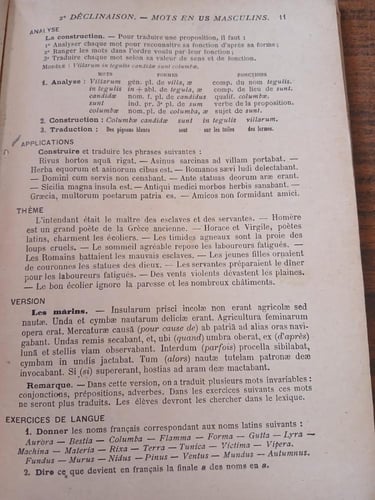 2e DÉCLINAISON. — MOTS EN US MASCULINS. 11
ANALYSE
La construction. — Pour traduire une proposition, il faut :
1° Analyser chaque mot pour reconnaître sa fonction d'après sa forme;
2° Ranger les mots dans l'ordre voulu par leur fonction;
3° Traduire chaque mot selon sa valeur de sens et de fonction.
MODÈLE : Villarum in tegulis candidæ sunt columbæ.
MOTS FORMES FONCTIONS
1. Analyse : Villarum gén. pl. de villa, æ comp. du nom tegulis.
in tegulis in + abl. de tegula, æ comp. de lieu de sunt.
candidæ nom. f. pl. de candidus qualif. columbæ.
sunt ind. pr. 3e pl. de sum verbe de la proposition.
columbæ nom. pl. de columba, æ sujet de sunt.
2. Construction : Columbæ candidæ sunt in tegulis villarum.
3. Traduction : Des pigeons blancs sont sur les tuiles des fermes.
APPLICATIONS
Construire et traduire les phrases suivantes :
Rivus hortos aquā rigat. — Asinus sarcinas ad villam portabat. —
Herba equorum et asinorum cibus est. — Romanos savi ludi delectabant.
— Domini cum servis non cenabant. — Ante statuas deorum aræ erant.
— Sicilia magna insula est. — Antiqui medici morbos herbis sanabant. —
Græcia, multorum poetarum patria es. — Amicos non formidant amici.
THÈME
L'intendant était le maître des esclaves et des servantes. — Homère
est un grand poète de la Grèce ancienne. — Horace et Virgile, poètes
latins, charment les écoliers. — Les timides agneaux sont la proie des
loups cruels. — Le sommeil agréable repose les laboureurs fatigués. —
Les Romains battaient les mauvais esclaves. — Les jeunes filles ornaient
de couronnes les statues des dieux. — Les servantes préparaient le dîner
pour les laboureurs fatigués. — Des vents violents dévastent les plaines.
— Le bon écolier ignore la paresse et les nombreux châtiments.
VERSION
Les marins. — Insularum prisci incolæ non erant agricolæ sed
nautæ. Unda et cymbæ nautarum deliciæ erant. Agricultura feminarum
opera erat. Mercaturæ causā (pour cause de) ab patriā ad alias oras navi-
gabant. Undas remis secabant, et, ubi (quand) umbra oberat, ex (d'après)
lunā et stellis viam observabant. Interdum (parfois) procella sibilabat,
cymbam in undis jactabat. Tum (alors) nautæ tutelam patronæ deæ
invocabant. Si (si) supererant, hostias ad aram deæ mactabant.
Remarque. — Dans cette version, on a traduit plusieurs mots invariables :
conjonctions, prépositions, adverbes. Dans les exercices suivants ces mots
ne seront plus traduits. Les élèves devront les chercher dans le lexique.
EXERCICES DE LANGUE
1. Donner les noms français correspondant aux noms latins suivants :
Aurora — Bestia — Columba — Flamma — Forma — Gutta — Lyra —
Machina — Materia — Rixa — Terra — Tunica — Victima — Vipera.
Fundus — Murus — Nidus — Pinus — Ventus — Mundus — Autumnus.
2. Dire ce que devient en français la finale a des noms en a.